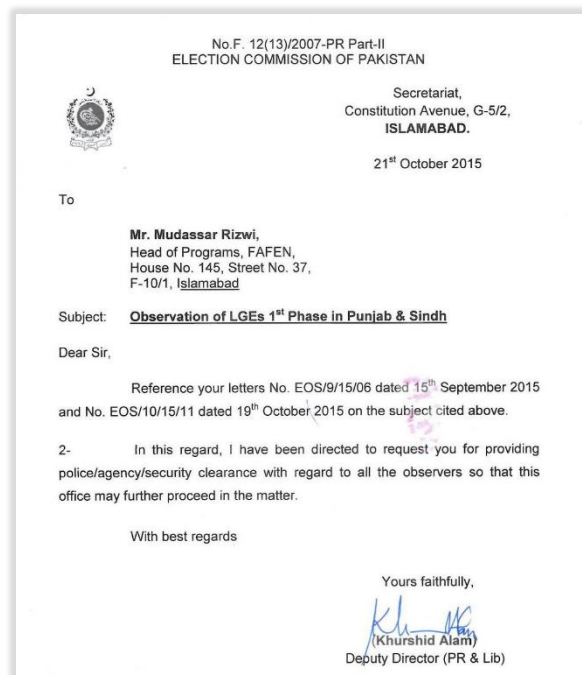 No.F. 12(13)/2007-PR Part-II
ELECTION COMMISSION OF PAKISTAN
Secretariat,
Constitution Avenue, G-5/2,
ISLAMABAD.
21st October 2015
To
Mr. Mudassar Rizwi,
Head of Programs, FAFEN,
House No. 145, Street No. 37,
F-10/1, Islamabad
Subject: Observation of LGEs 1st Phase in Punjab & Sindh
Dear Sir,
Reference your letters No. EOS/9/15/06 dated 15th September 2015
and No. EOS/10/15/11 dated 19th October 2015 on the subject cited above.
2- In this regard, I have been directed to request you for providing
police/agency/security clearance with regard to all the observers so that this
office may further proceed in the matter.
With best regards
Yours faithfully,
(Khurshid Alam)
Deputy Director (PR & Lib)